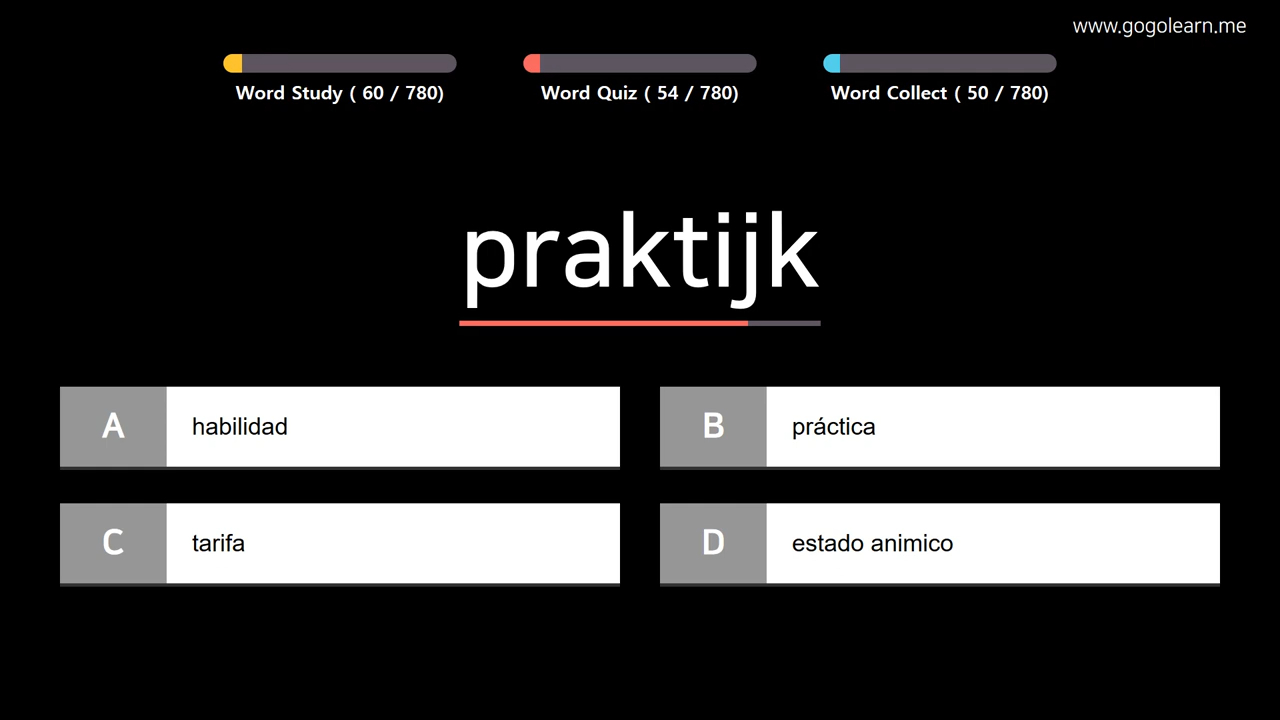 www.gogolearn.me
Word Study ( 60 / 780)
Word Quiz ( 54 / 780)
Word Collect ( 50 / 780)
praktijk
A habilidad
B práctica
C tarifa
D estado animico